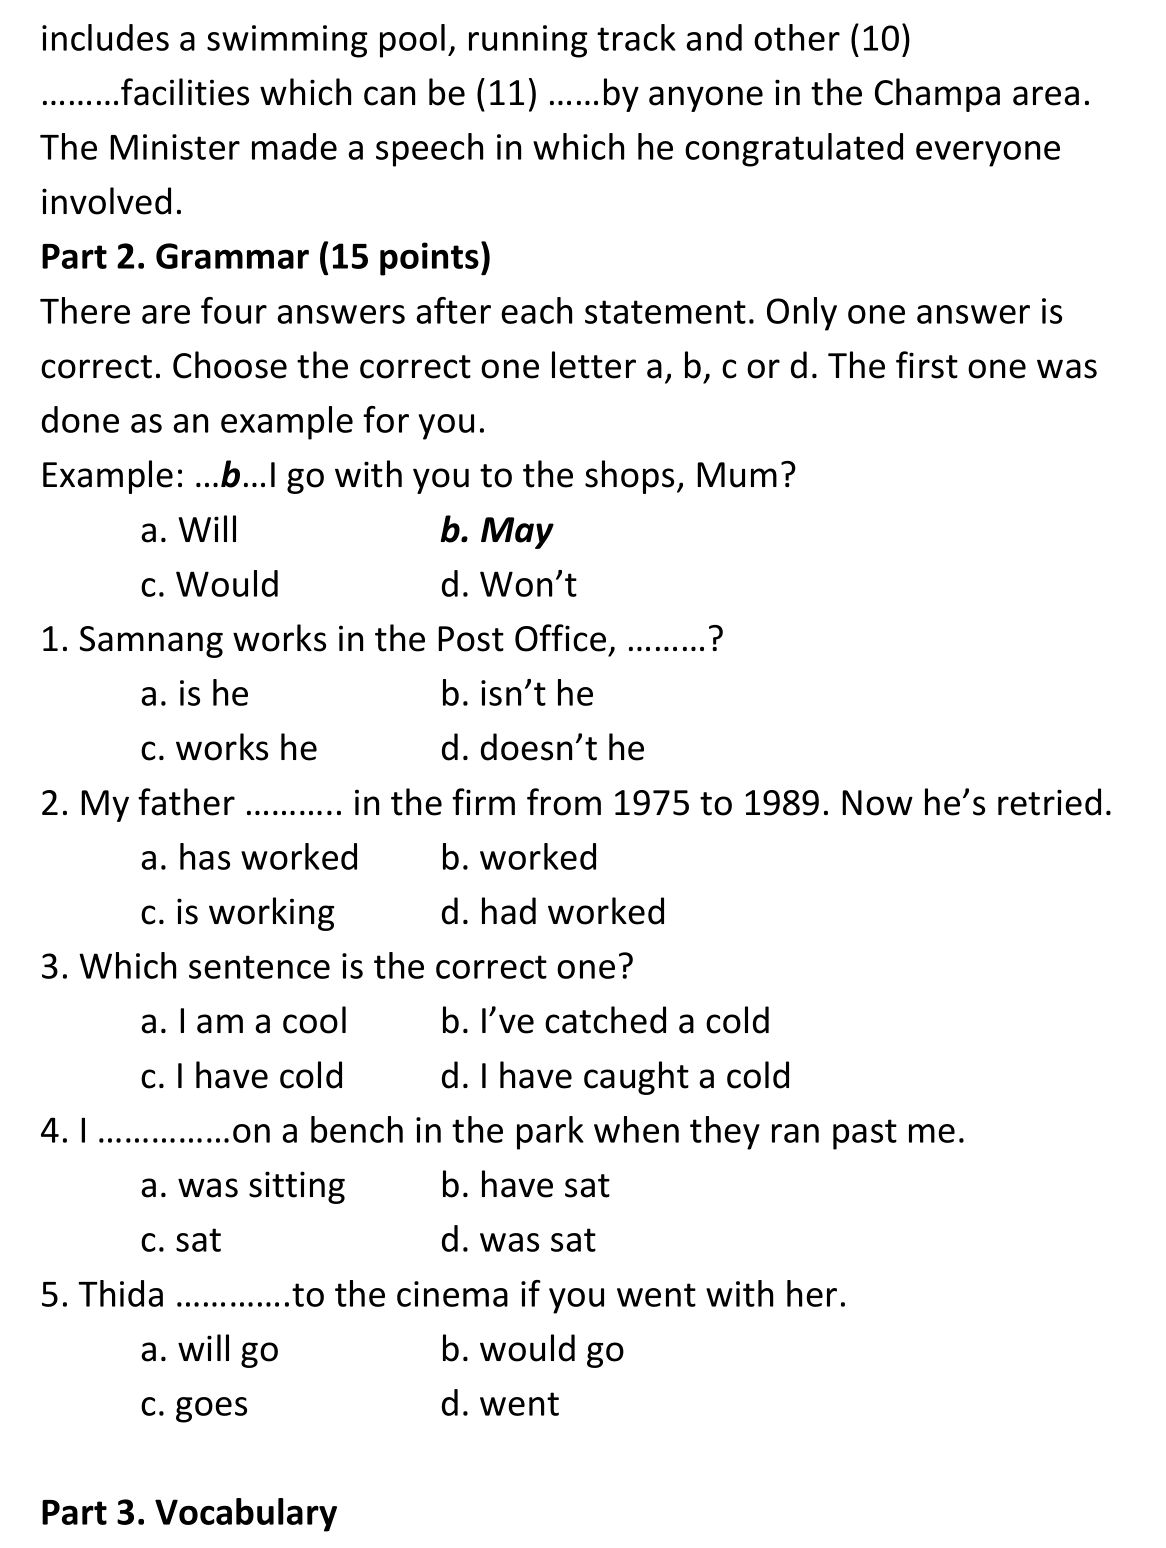 includes a swimming pool, running track and other (10)
.........facilities which can be (11) ......by anyone in the Champa area.
The Minister made a speech in which he congratulated everyone
involved.
Part 2. Grammar (15 points)
There are four answers after each statement. Only one answer is
correct. Choose the correct one letter a, b, c or d. The first one was
done as an example for you.
Example: ...b...I go with you to the shops, Mum?
a. Will b. May
c. Would d. Won’t
1. Samnang works in the Post Office, .........?
a. is he b. isn’t he
c. works he d. doesn’t he
2. My father ........... in the firm from 1975 to 1989. Now he’s retried.
a. has worked b. worked
c. is working d. had worked
3. Which sentence is the correct one?
a. I am a cool b. I’ve catched a cold
c. I have cold d. I have caught a cold
4. I ...............on a bench in the park when they ran past me.
a. was sitting b. have sat
c. sat d. was sat
5. Thida .............to the cinema if you went with her.
a. will go b. would go
c. goes d. went
Part 3. Vocabulary